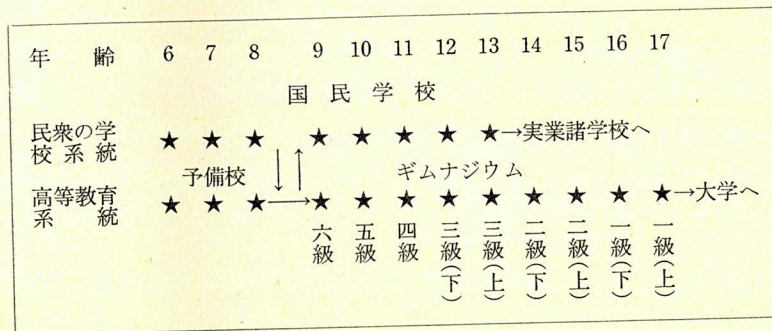 年齢 6 7 8 9 10 11 12 13 14 15 16 17
国民学校
民衆の学校系統 ★ ★ ★ ★ ★ ★ ★ ★→実業諸学校へ
予備校 ↓ ↑ ギムナジウム
高等教育系統 ★ ★ ★→★ ★ ★ ★ ★ ★ ★ ★ ★→大学へ
六級 五級 四級 三級(下) 三級(上) 二級(下) 二級(上) 一級(下) 一級(上)